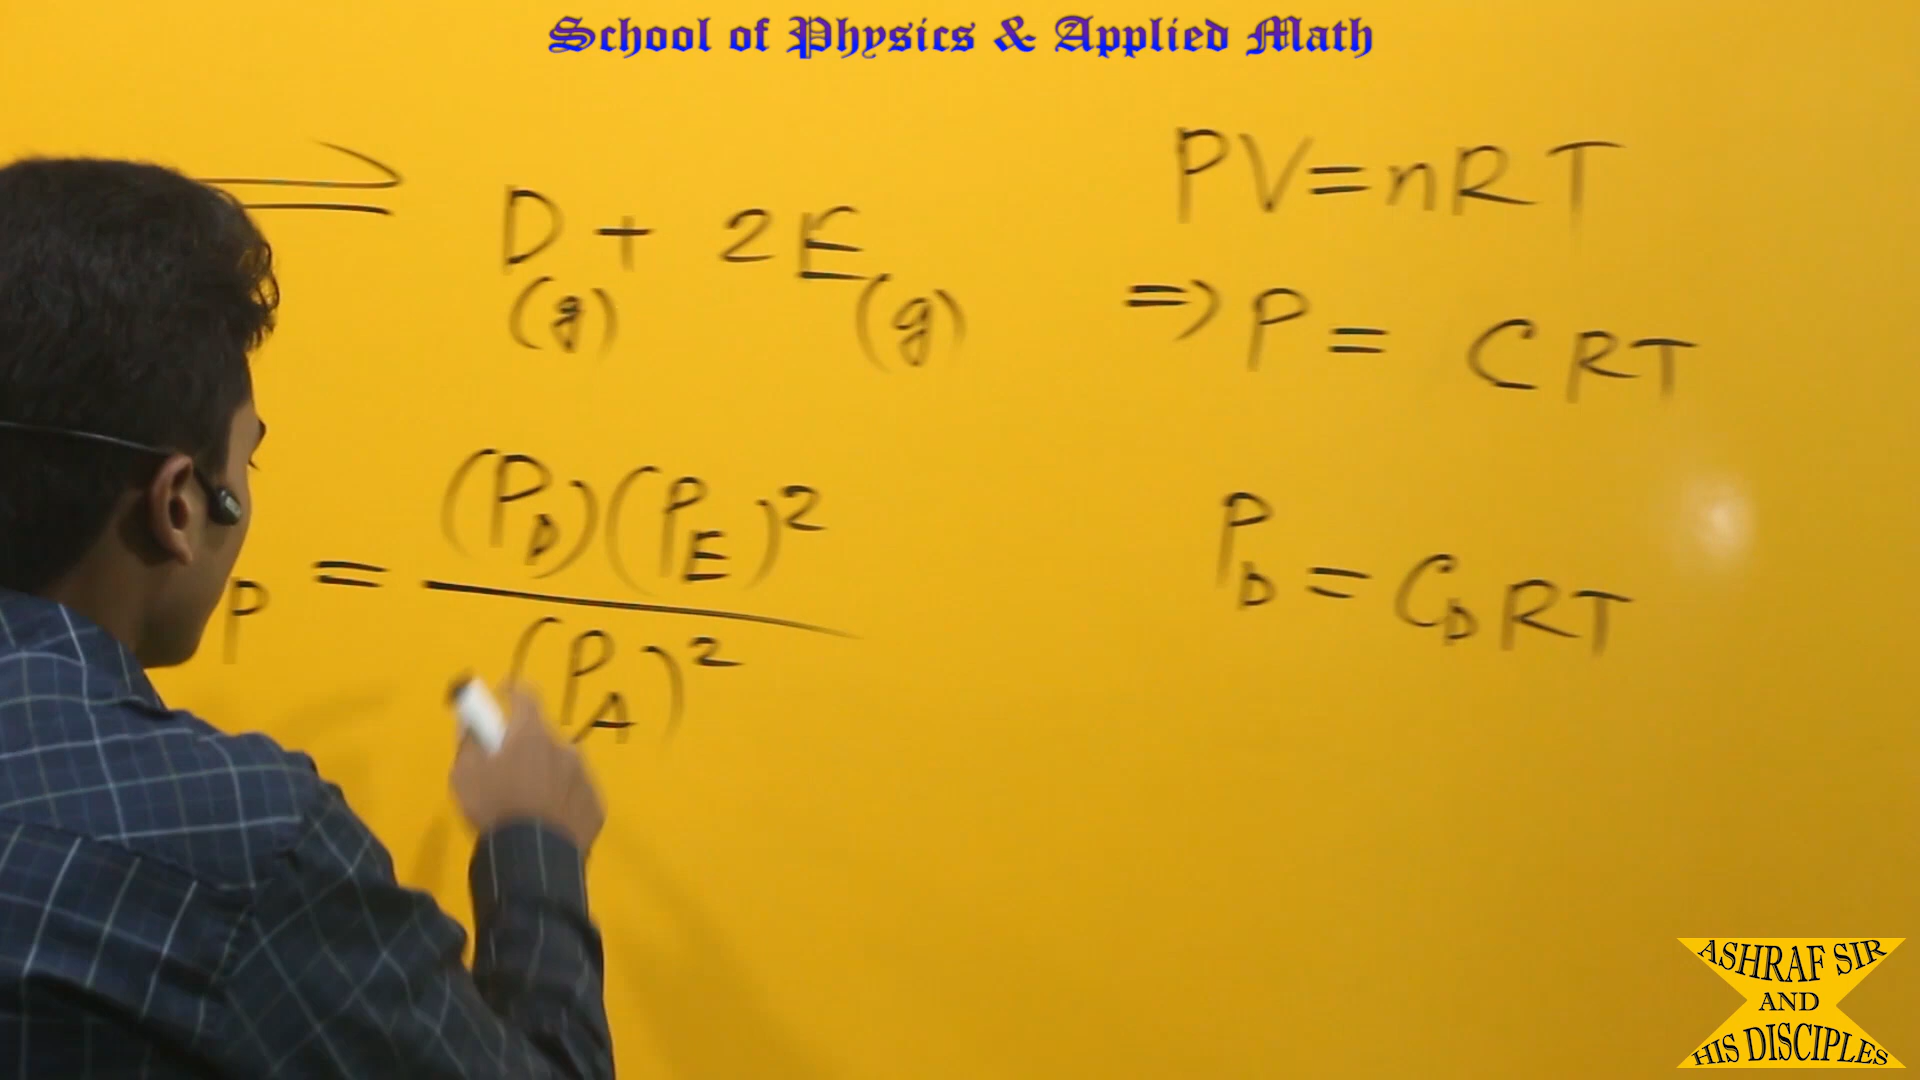 School of Physics & Applied Math
D + 2E
(g) (g)
PV = nRT
⇒ P = CRT
P = (P_D)(P_E)²
(P_A)²
P_D = C_D RT
ASHRAF SIR
AND
HIS DISCIPLES